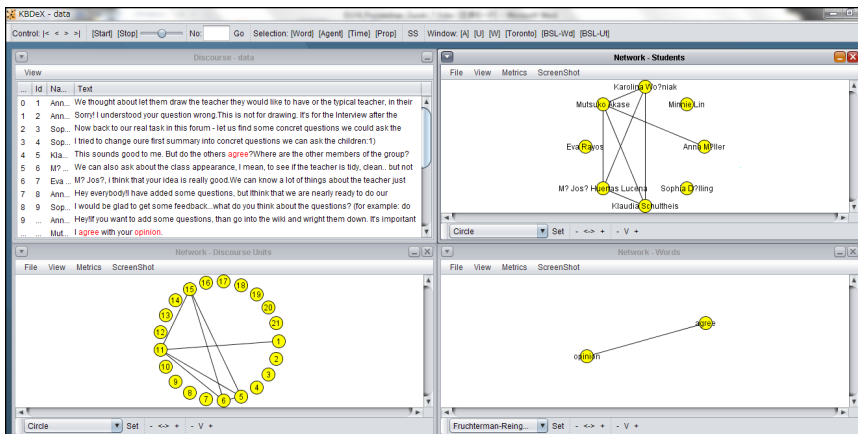 KBDeX - data
Control: |< < > >| [Start] [Stop] No: Go Selection: [Word] [Agent] [Time] [Prop] SS Window: [A] [U] [W] [Toronto] [BSL-Wd] [BSL-Ut]
Discourse - data
View
... Id Na... Text
0 1 Ann... We thought about let them draw the teacher they would like to have or the typical teacher, in their
1 2 Ann... Sorry! I understood your question wrong.This is not for drawing. It's for the Interview after the
2 3 Sop... Now back to our real task in this forum - let us find some concret questions we could ask the
3 4 Sop... I tried to change oure first summary into concret questions we can ask the children:1)
4 5 Kla... This sounds good to me. But do the others agree?Where are the other members of the group?
5 6 M? ... We can also ask about the class appearance, I mean, to see if the teacher is tidy, clean.. but not
6 7 Eva ... M? Jos?, i think that your idea is really good.We can know a lot of things about the teacher just
7 8 Ann... Hey everybody!I have added some questions, but Ithink that we are nearly ready to do our
8 9 Sop... I would be glad to get some feedback...what do you think about the questions? (for example: do
9 ... Ann... Hey!If you want to add some questions, than go into the wiki and wright them down. It's important
... ... Mut... I agree with your opinion.
Network - Students
File View Metrics ScreenShot
Karolina Wo?niak
Mutsuko Akase
Minnie Lin
Eva Rayos
Anna M?ller
M? Jos? Huertas Lucena
Sophia D?lling
Klaudia Schultheis
Circle Set - <-> + - V +
Network - Discourse Units
File View Metrics ScreenShot
17
16
18
15
19
14
20
13
21
12
1
11
2
10
3
9
4
8
5
7
6
Circle Set - <-> + - V +
Network - Words
File View Metrics ScreenShot
agree
opinion
Fruchterman-Reing... Set - <-> + - V +